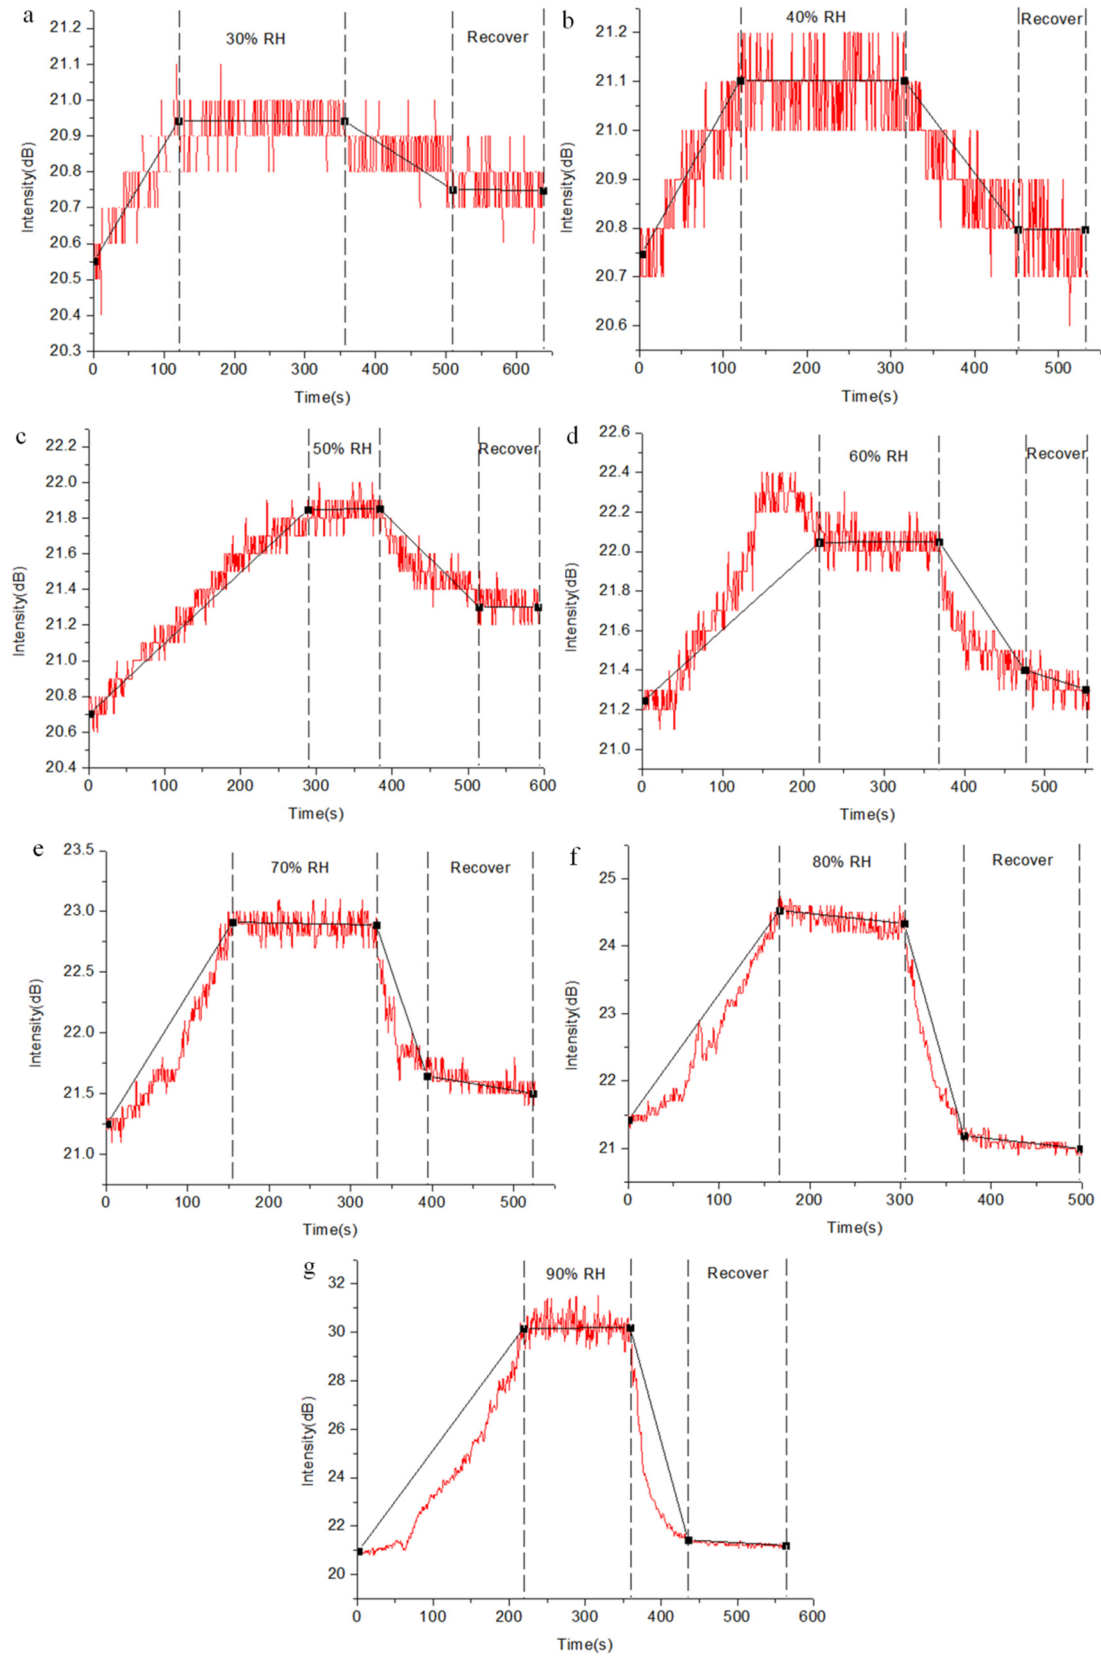 a
30% RH
Recover
21.2
21.1
21.0
20.9
20.8
20.7
20.6
20.5
20.4
20.3
Intensity(dB)
0 100 200 300 400 500 600
Time(s)
b
40% RH
Recover
21.2
21.1
21.0
20.9
20.8
20.7
20.6
Intensity(dB)
0 100 200 300 400 500
Time(s)
c
50% RH
Recover
22.2
22.0
21.8
21.6
21.4
21.2
21.0
20.8
20.6
20.4
Intensity(dB)
0 100 200 300 400 500 600
Time(s)
d
60% RH
Recover
22.6
22.4
22.2
22.0
21.8
21.6
21.4
21.2
21.0
Intensity(dB)
0 100 200 300 400 500
Time(s)
e
70% RH
Recover
23.5
23.0
22.5
22.0
21.5
21.0
Intensity(dB)
0 100 200 300 400 500
Time(s)
f
80% RH
Recover
25
24
23
22
21
Intensity(dB)
0 100 200 300 400 500
Time(s)
g
90% RH
Recover
32
30
28
26
24
22
20
Intensity(dB)
0 100 200 300 400 500 600
Time(s)